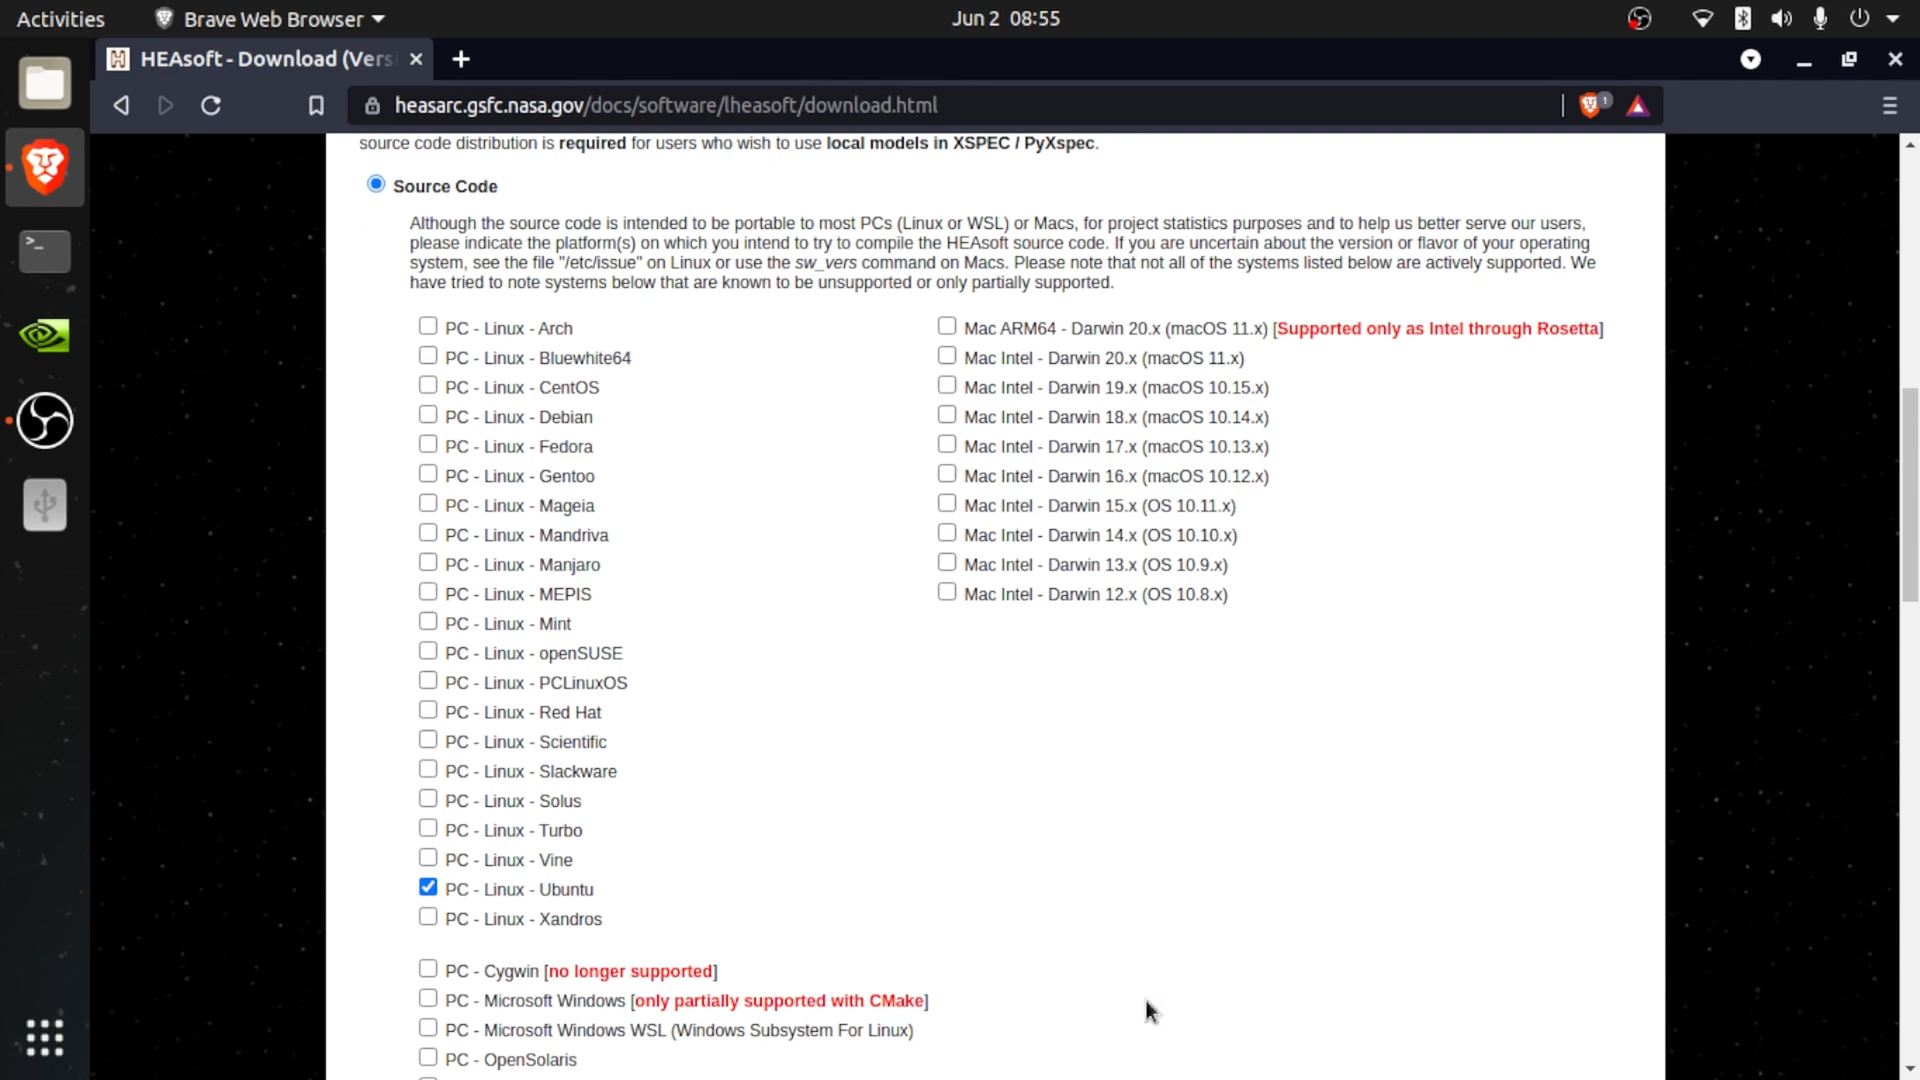 Activities
Brave Web Browser
Jun 2 08:55
HEAsoft - Download (Vers
heasarc.gsfc.nasa.gov/docs/software/lheasoft/download.html
1
source code distribution is required for users who wish to use local models in XSPEC / PyXspec.
Source Code
Although the source code is intended to be portable to most PCs (Linux or WSL) or Macs, for project statistics purposes and to help us better serve our users,
please indicate the platform(s) on which you intend to try to compile the HEAsoft source code. If you are uncertain about the version or flavor of your operating
system, see the file "/etc/issue" on Linux or use the sw_vers command on Macs. Please note that not all of the systems listed below are actively supported. We
have tried to note systems below that are known to be unsupported or only partially supported.
PC - Linux - Arch
PC - Linux - Bluewhite64
PC - Linux - CentOS
PC - Linux - Debian
PC - Linux - Fedora
PC - Linux - Gentoo
PC - Linux - Mageia
PC - Linux - Mandriva
PC - Linux - Manjaro
PC - Linux - MEPIS
PC - Linux - Mint
PC - Linux - openSUSE
PC - Linux - PCLinuxOS
PC - Linux - Red Hat
PC - Linux - Scientific
PC - Linux - Slackware
PC - Linux - Solus
PC - Linux - Turbo
PC - Linux - Vine
PC - Linux - Ubuntu
PC - Linux - Xandros
Mac ARM64 - Darwin 20.x (macOS 11.x) [Supported only as Intel through Rosetta]
Mac Intel - Darwin 20.x (macOS 11.x)
Mac Intel - Darwin 19.x (macOS 10.15.x)
Mac Intel - Darwin 18.x (macOS 10.14.x)
Mac Intel - Darwin 17.x (macOS 10.13.x)
Mac Intel - Darwin 16.x (macOS 10.12.x)
Mac Intel - Darwin 15.x (OS 10.11.x)
Mac Intel - Darwin 14.x (OS 10.10.x)
Mac Intel - Darwin 13.x (OS 10.9.x)
Mac Intel - Darwin 12.x (OS 10.8.x)
PC - Cygwin [no longer supported]
PC - Microsoft Windows [only partially supported with CMake]
PC - Microsoft Windows WSL (Windows Subsystem For Linux)
PC - OpenSolaris